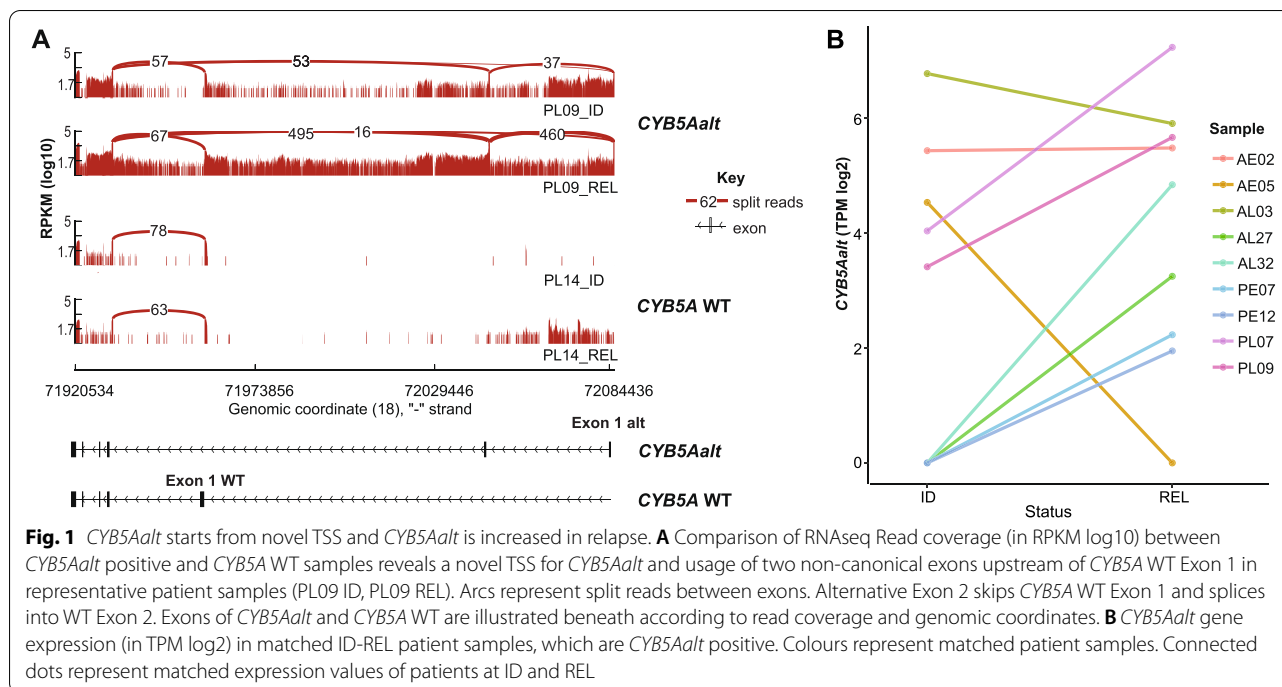 A
5
1.7
57
53
37
PL09_ID
5
1.7
67
495
16
460
PL09_REL
5
1.7
78
PL14_ID
5
1.7
63
PL14_REL
RPKM (log10)
CYB5Aalt
Key
62 split reads
exon
CYB5A WT
71920534 71973856 72029446 72084436
Genomic coordinate (18), "-" strand
Exon 1 alt
CYB5Aalt
Exon 1 WT
CYB5A WT
B
CYB5Aalt (TPM log2)
6
4
2
0
ID REL
Status
Sample
AE02
AE05
AL03
AL27
AL32
PE07
PE12
PL07
PL09
Fig. 1 CYB5Aalt starts from novel TSS and CYB5Aalt is increased in relapse. A Comparison of RNAseq Read coverage (in RPKM log10) between
CYB5Aalt positive and CYB5A WT samples reveals a novel TSS for CYB5Aalt and usage of two non-canonical exons upstream of CYB5A WT Exon 1 in
representative patient samples (PL09 ID, PL09 REL). Arcs represent split reads between exons. Alternative Exon 2 skips CYB5A WT Exon 1 and splices
into WT Exon 2. Exons of CYB5Aalt and CYB5A WT are illustrated beneath according to read coverage and genomic coordinates. B CYB5Aalt gene
expression (in TPM log2) in matched ID-REL patient samples, which are CYB5Aalt positive. Colours represent matched patient samples. Connected
dots represent matched expression values of patients at ID and REL